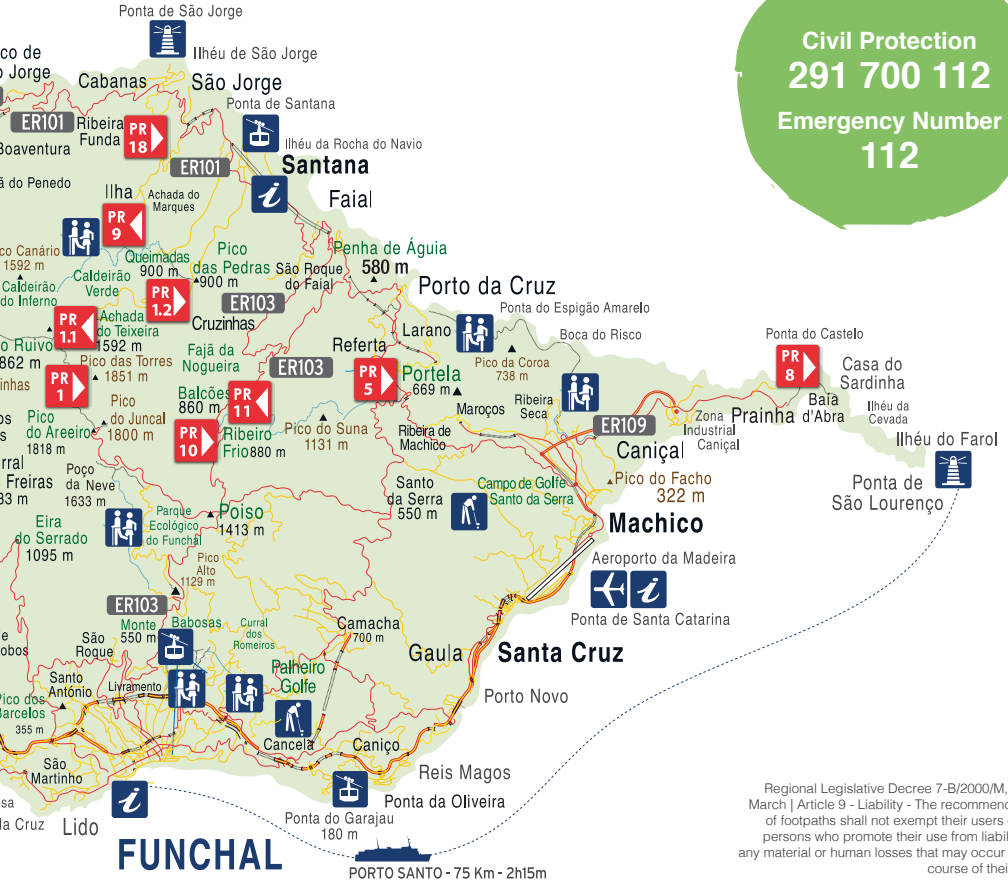 Ponta de São Jorge
Ilhéu de São Jorge
co de
o Jorge
Cabanas
São Jorge
Ponta de Santana
ER101
Ribeira
Funda
PR
18
Boaventura
ER101
Ilhéu da Rocha do Navio
Santana
Faial
ã do Penedo
Ilha
Achada do
Marques
PR
9
i
co Canário
1592 m
Caldeirão
do Inferno
Caldeirão
Verde
Queimadas
900 m
Pico
das Pedras
900 m
São Roque
do Faial
Penha de Águia
580 m
PR
1.2
ER103
Cruzinhas
Porto da Cruz
Ponta do Espigão Amarelo
Larano
Boca do Risco
PR
1.1
Achada
do Teixeira
1592 m
o Ruivo
862 m
Pico das Torres
1851 m
inhas
PR
1
Fajã da
Nogueira
ER103
Referta
PR
5
Portela
669 m
Pico da Coroa
738 m
Ponta do Castelo
PR
8
Casa do
Sardinha
Balcões
860 m
PR
11
Pico
do Juncal
1800 m
Pico
do Areeiro
1818 m
PR
10
Ribeiro
Frio 880 m
Pico do Suna
1131 m
Maroços
Ribeira
Seca
Ribeira de
Machico
ER109
Zona
Industrial
Caniçal
Prainha
Baía
d'Abra
Ilhéu da
Cevada
Ilhéu do Farol
Caniçal
os
s
rral
Freiras
83 m
Poço
da Neve
1633 m
Santo
da Serra
550 m
Campo de Golfe
Santo da Serra
Pico do Facho
322 m
Ponta de
São Lourenço
Eira
do Serrado
1095 m
Parque
Ecológico
do Funchal
Poiso
1413 m
Machico
Pico
Alto
1129 m
Aeroporto da Madeira
i
Ponta de Santa Catarina
ER103
Monte
550 m
Babosas
Curral
dos
Romeiros
Camacha
700 m
e
obos
São
Roque
Gaula
Santa Cruz
Santo
António
Livramento
Palheiro
Golfe
Porto Novo
Pico dos
Barcelos
355 m
Cancela
Caniço
São
Martinho
Reis Magos
i
Ponta da Oliveira
osa
da Cruz
Lido
Ponta do Garajau
180 m
FUNCHAL
PORTO SANTO - 75 Km - 2h15m
Civil Protection
291 700 112
Emergency Number
112
Regional Legislative Decree 7-B/2000/M,
March | Article 9 - Liability - The recommend
of footpaths shall not exempt their users
persons who promote their use from liabil
any material or human losses that may occur
course of thei